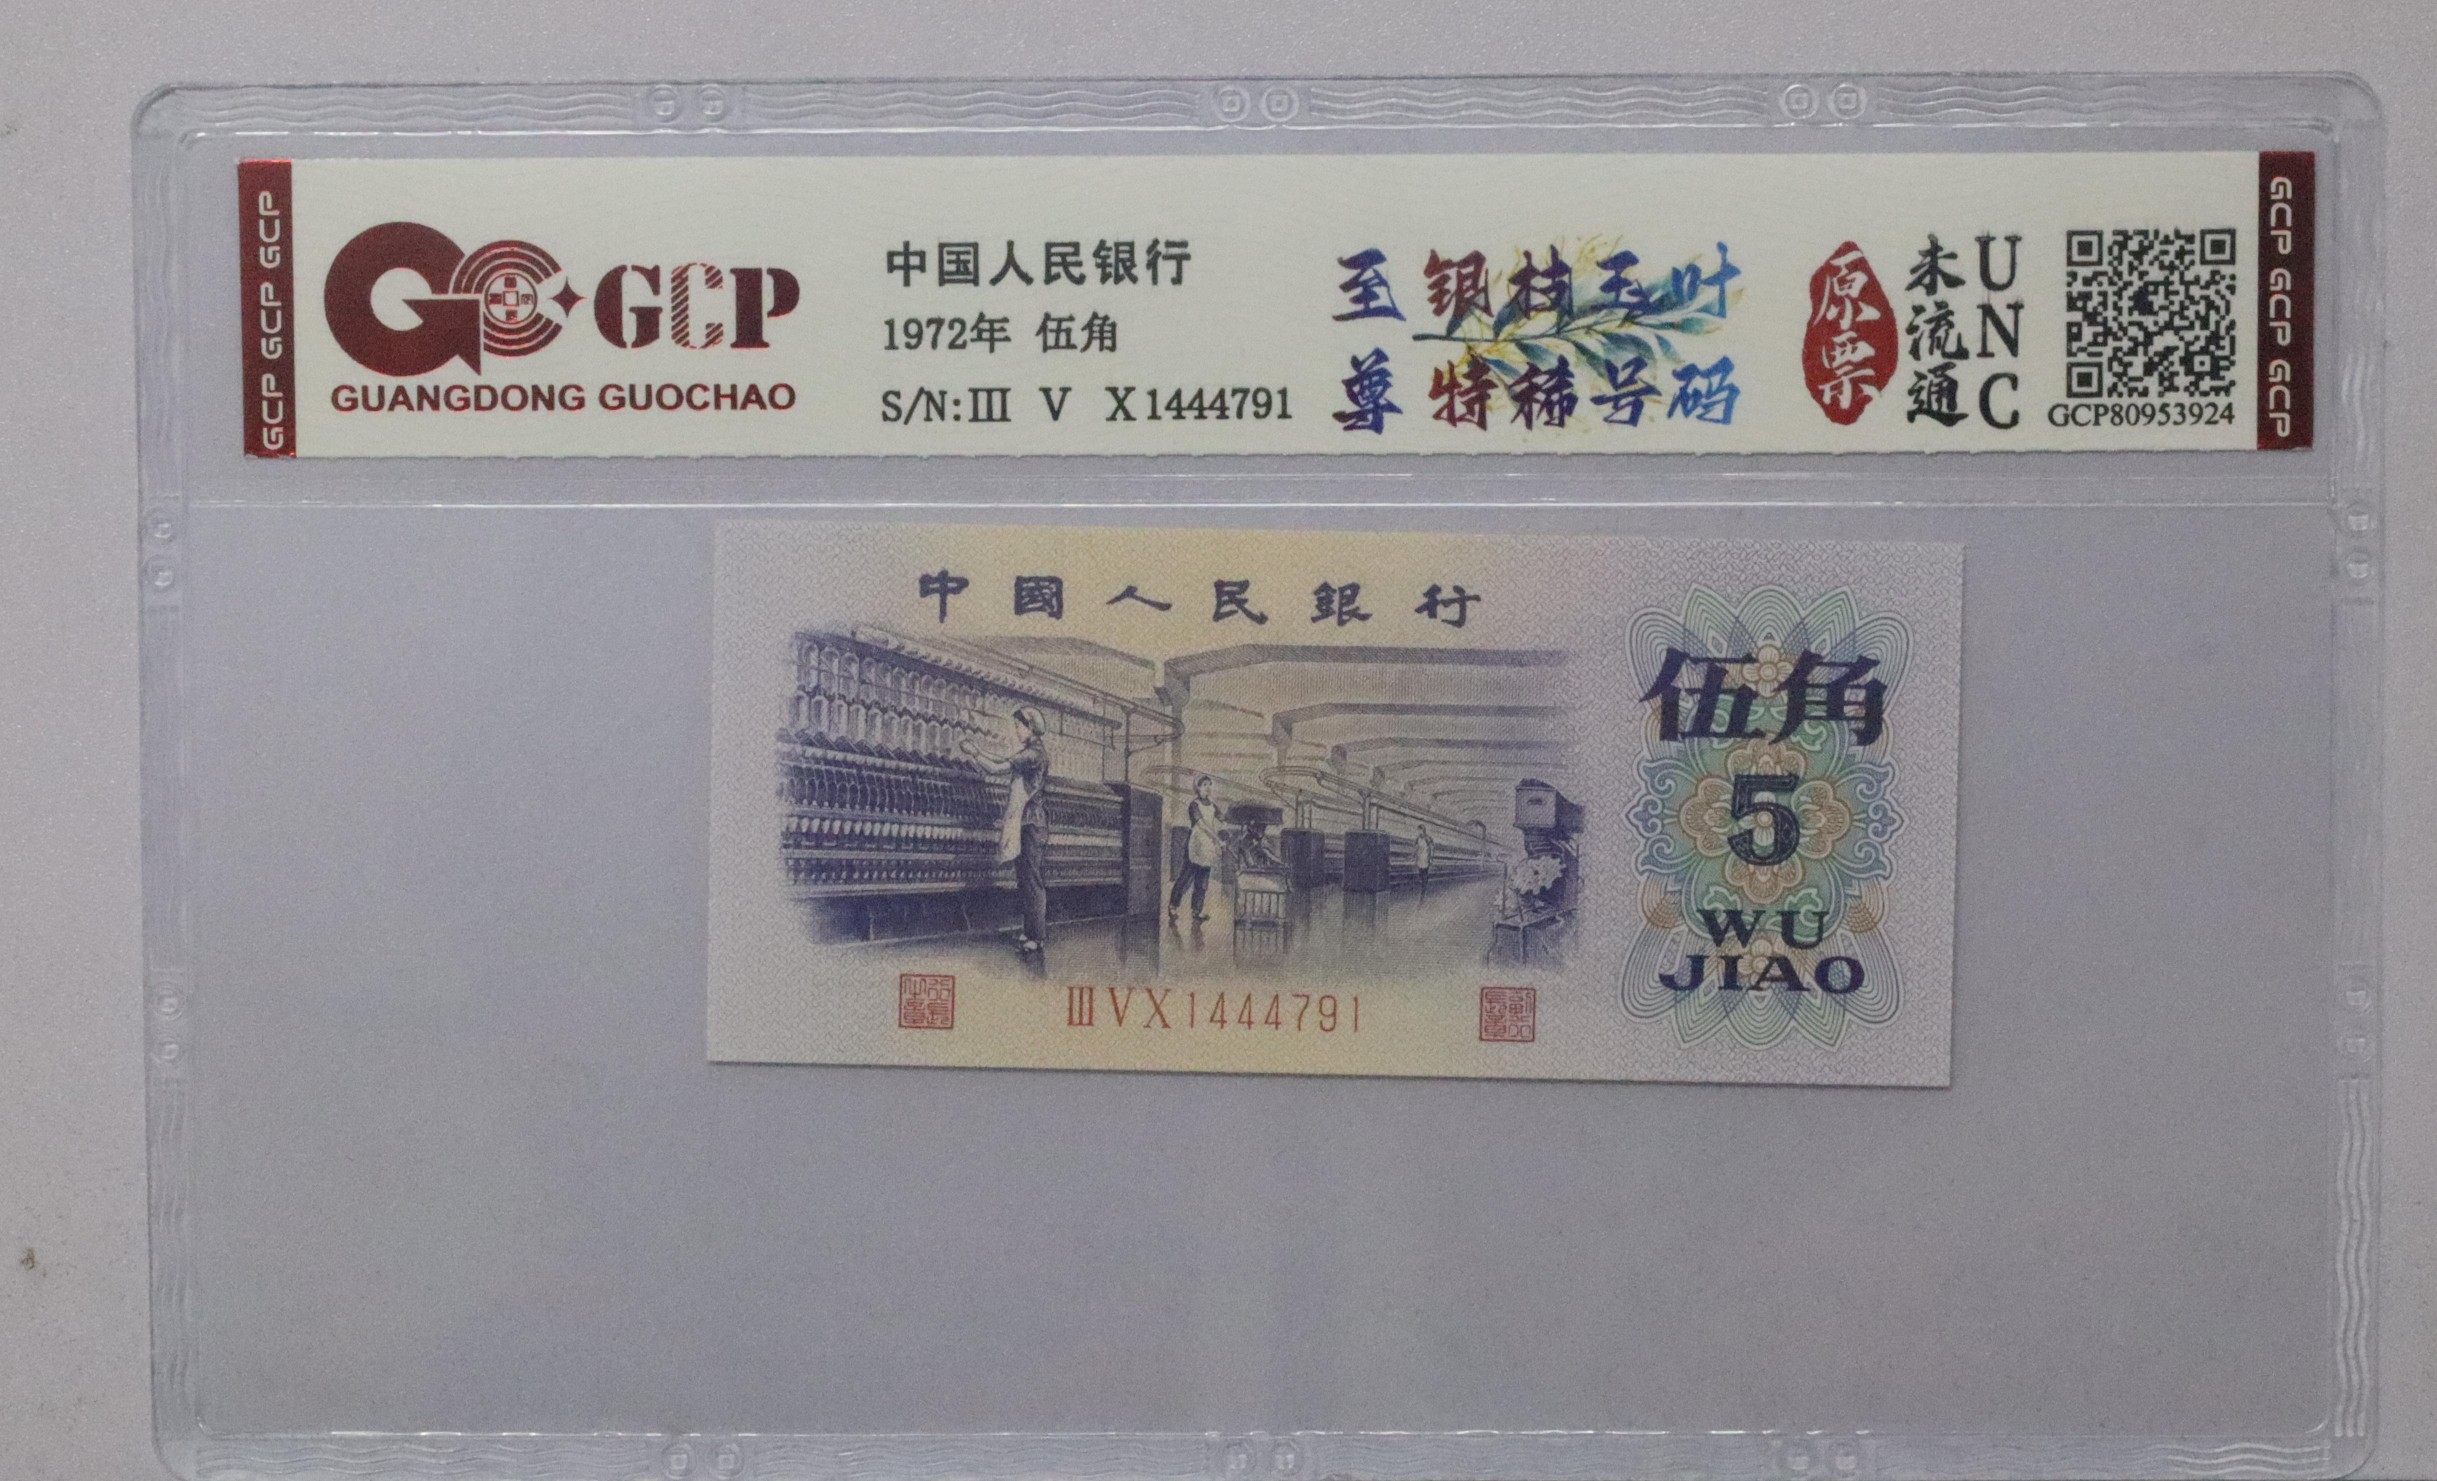 GCP GCP GCP
GCP
GUANGDONG GUOCHAO
中国人民银行
1972年 伍角
S/N:III V X1444791
至尊
银枝玉叶
特稀号码
原票
未流通
UNC
GCP80953924
GCP GCP GCP
中國人民銀行
伍角
5
WU
JIAO
III V X 1444791